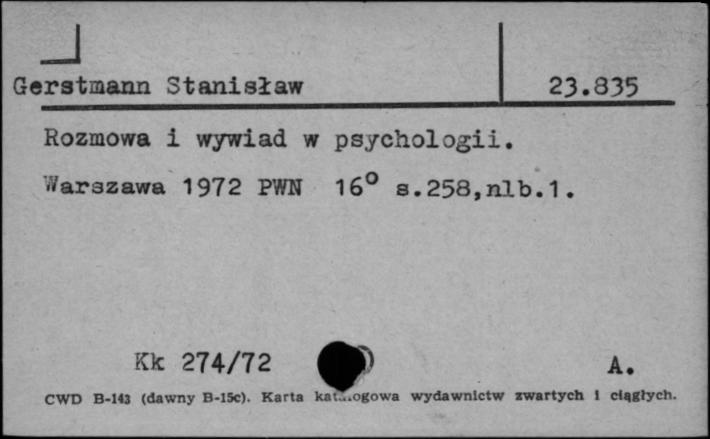 Gerstmann Stanisław 23.835
Rozmowa i wywiad w psychologii.
Warszawa 1972 PWN 16° s.258,nlb.1.
Kk 274/72 A.
CWD B-143 (dawny B-15c). Karta wydawnictw zwartych i ciągłych.